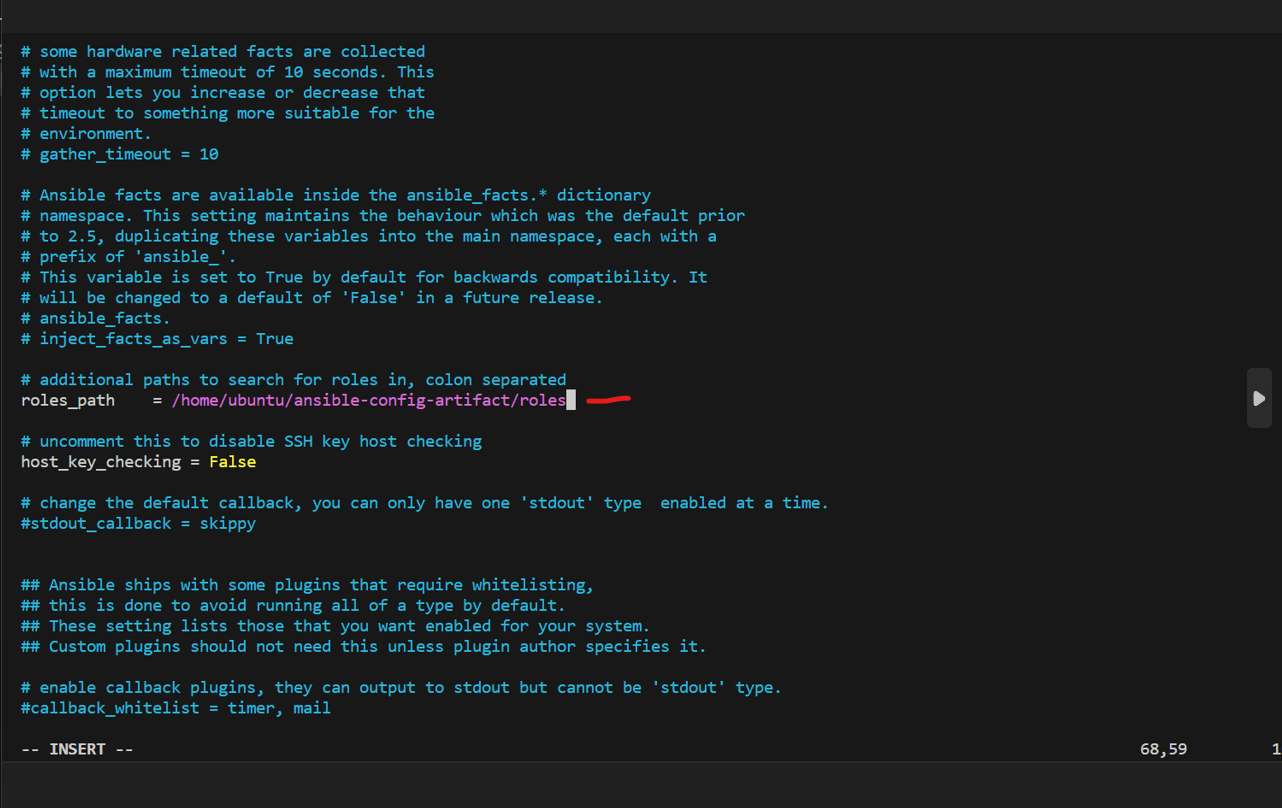 # some hardware related facts are collected
# with a maximum timeout of 10 seconds. This
# option lets you increase or decrease that
# timeout to something more suitable for the
# environment.
# gather_timeout = 10
# Ansible facts are available inside the ansible_facts.* dictionary
# namespace. This setting maintains the behaviour which was the default prior
# to 2.5, duplicating these variables into the main namespace, each with a
# prefix of 'ansible_'.
# This variable is set to True by default for backwards compatibility. It
# will be changed to a default of 'False' in a future release.
# ansible_facts.
# inject_facts_as_vars = True
# additional paths to search for roles in, colon separated
roles_path    = /home/ubuntu/ansible-config-artifact/roles
# uncomment this to disable SSH key host checking
host_key_checking = False
# change the default callback, you can only have one 'stdout' type  enabled at a time.
#stdout_callback = skippy
## Ansible ships with some plugins that require whitelisting,
## this is done to avoid running all of a type by default.
## These setting lists those that you want enabled for your system.
## Custom plugins should not need this unless plugin author specifies it.
# enable callback plugins, they can output to stdout but cannot be 'stdout' type.
#callback_whitelist = timer, mail
-- INSERT -- 68,59 1